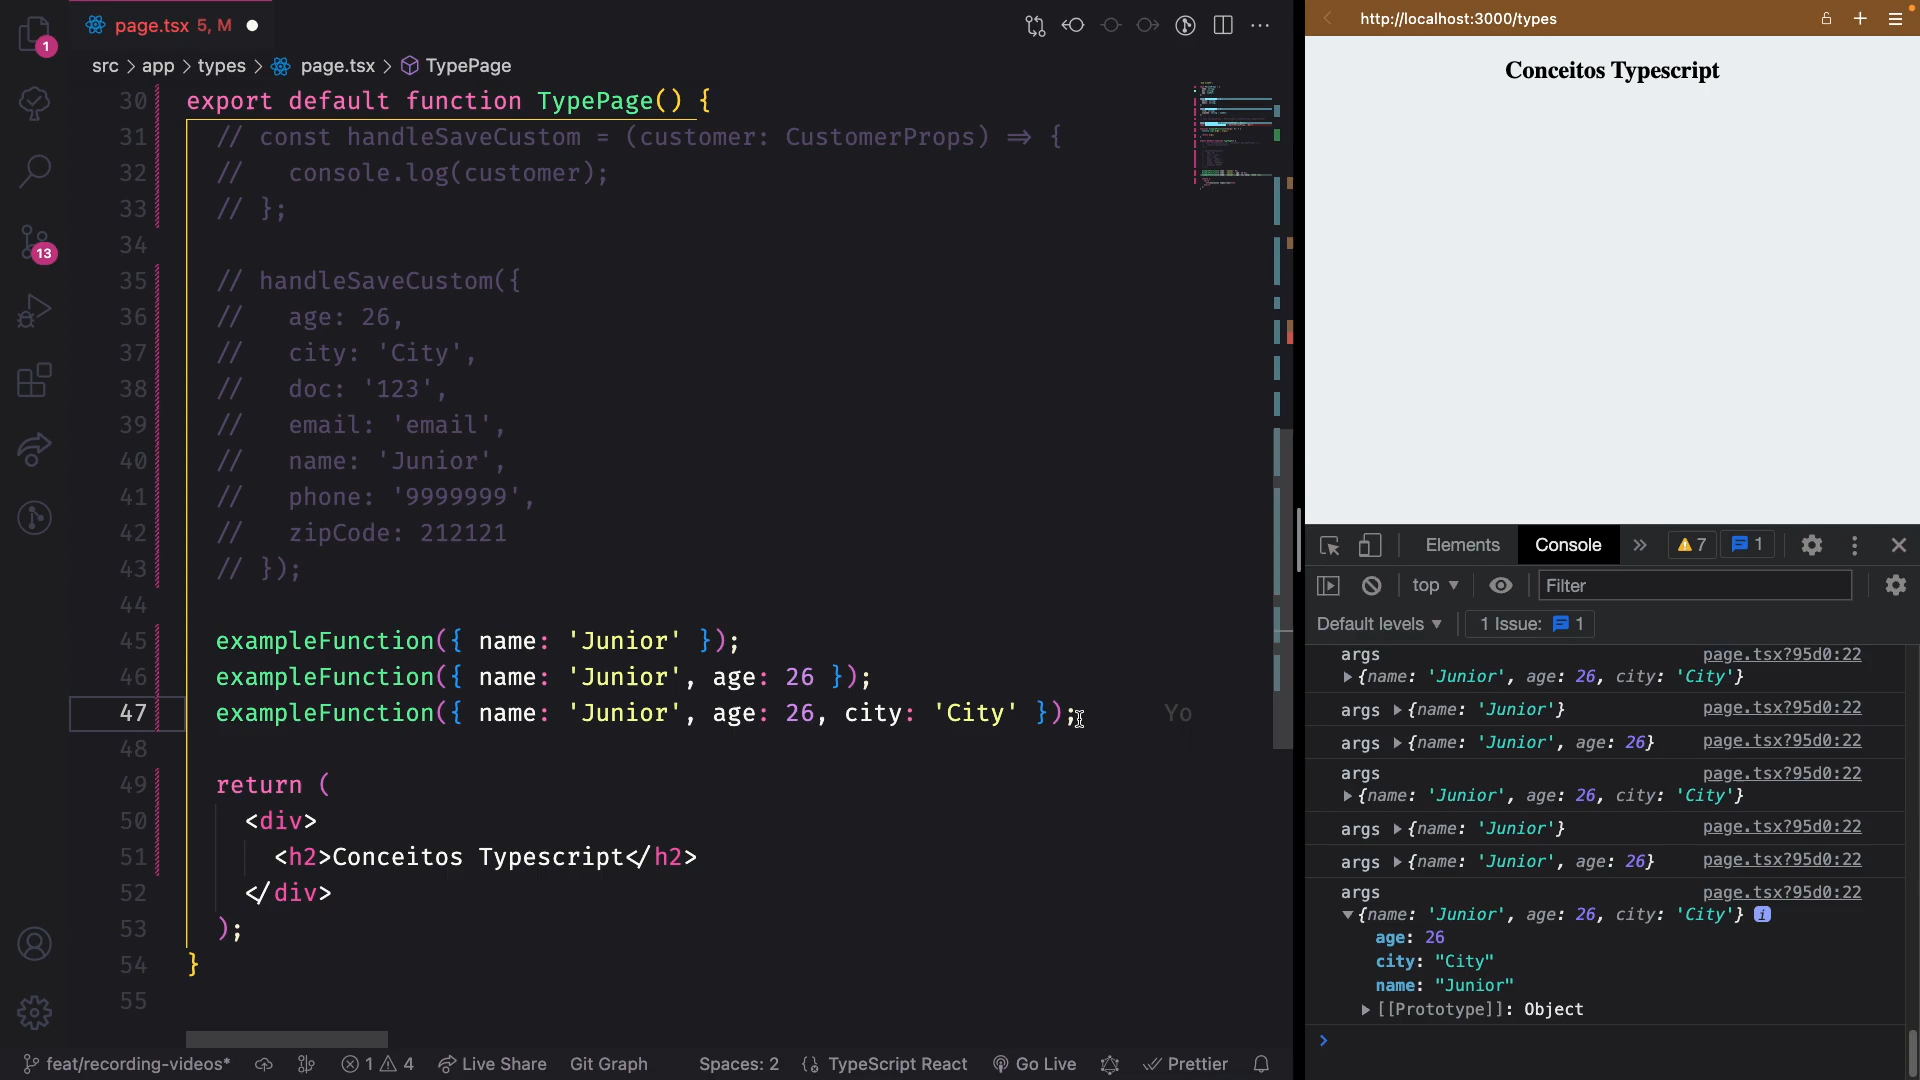 page.tsx 5, M
src > app > types > page.tsx > TypePage
30 export default function TypePage() {
31 // const handleSaveCustom = (customer: CustomerProps) => {
32 //   console.log(customer);
33 // };
34
35 // handleSaveCustom({
36 //   age: 26,
37 //   city: 'City',
38 //   doc: '123',
39 //   email: 'email',
40 //   name: 'Junior',
41 //   phone: '9999999',
42 //   zipCode: 212121
43 // });
44
45 exampleFunction({ name: 'Junior' });
46 exampleFunction({ name: 'Junior', age: 26 });
47 exampleFunction({ name: 'Junior', age: 26, city: 'City' }); Yo
48
49 return (
50 <div>
51 <h2>Conceitos Typescript</h2>
52 </div>
53 );
54 }
55
1
13
feat/recording-videos* 1 4 Live Share Git Graph Spaces: 2 {} TypeScript React Go Live Prettier
http://localhost:3000/types
Conceitos Typescript
Elements Console » 7 1
top ▼ Filter
Default levels ▼ 1 Issue: 1
args page.tsx?95d0:22
{name: 'Junior', age: 26, city: 'City'}
args {name: 'Junior'} page.tsx?95d0:22
args {name: 'Junior', age: 26} page.tsx?95d0:22
args page.tsx?95d0:22
{name: 'Junior', age: 26, city: 'City'}
args {name: 'Junior'} page.tsx?95d0:22
args {name: 'Junior', age: 26} page.tsx?95d0:22
args page.tsx?95d0:22
{name: 'Junior', age: 26, city: 'City'} i
age: 26
city: "City"
name: "Junior"
[[Prototype]]: Object